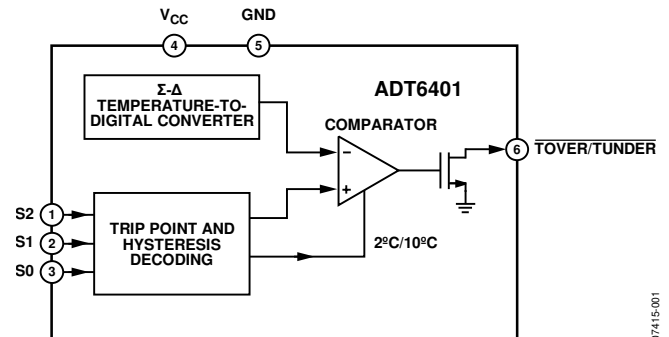 VCC GND
4 5
Σ-Δ
TEMPERATURE-TO-
DIGITAL CONVERTER
ADT6401
COMPARATOR
−
+
6 TOVER/TUNDER
S2 1
S1 2
S0 3
TRIP POINT AND
HYSTERESIS
DECODING
2ºC/10ºC
07415-001